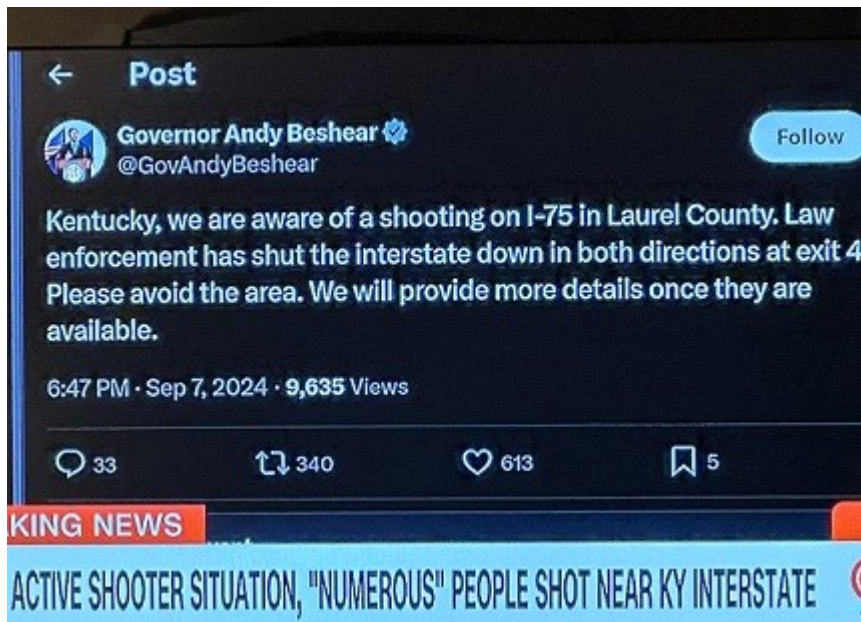 Post
Governor Andy Beshear
@GovAndyBeshear
Follow
Kentucky, we are aware of a shooting on I-75 in Laurel County. Law
enforcement has shut the interstate down in both directions at exit 4
Please avoid the area. We will provide more details once they are
available.
6:47 PM · Sep 7, 2024 · 9,635 Views
33 340 613 5
KING NEWS
ACTIVE SHOOTER SITUATION, "NUMEROUS" PEOPLE SHOT NEAR KY INTERSTATE